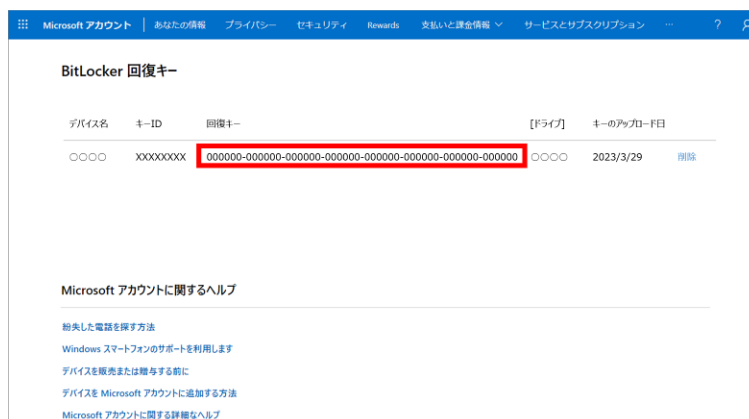 Microsoft アカウント | あなたの情報 プライバシー セキュリティ Rewards 支払いと課金情報 サービスとサブスクリプション … ?
BitLocker 回復キー
デバイス名 キーID 回復キー [ドライブ] キーのアップロード日
○○○○ XXXXXXXX 000000-000000-000000-000000-000000-000000-000000-000000 ○○○○ 2023/3/29 削除
Microsoft アカウントに関するヘルプ
紛失した電話を探す方法
Windows スマートフォンのサポートを利用します
デバイスを販売または贈与する前に
デバイスを Microsoft アカウントに追加する方法
Microsoft アカウントに関する詳細なヘルプ